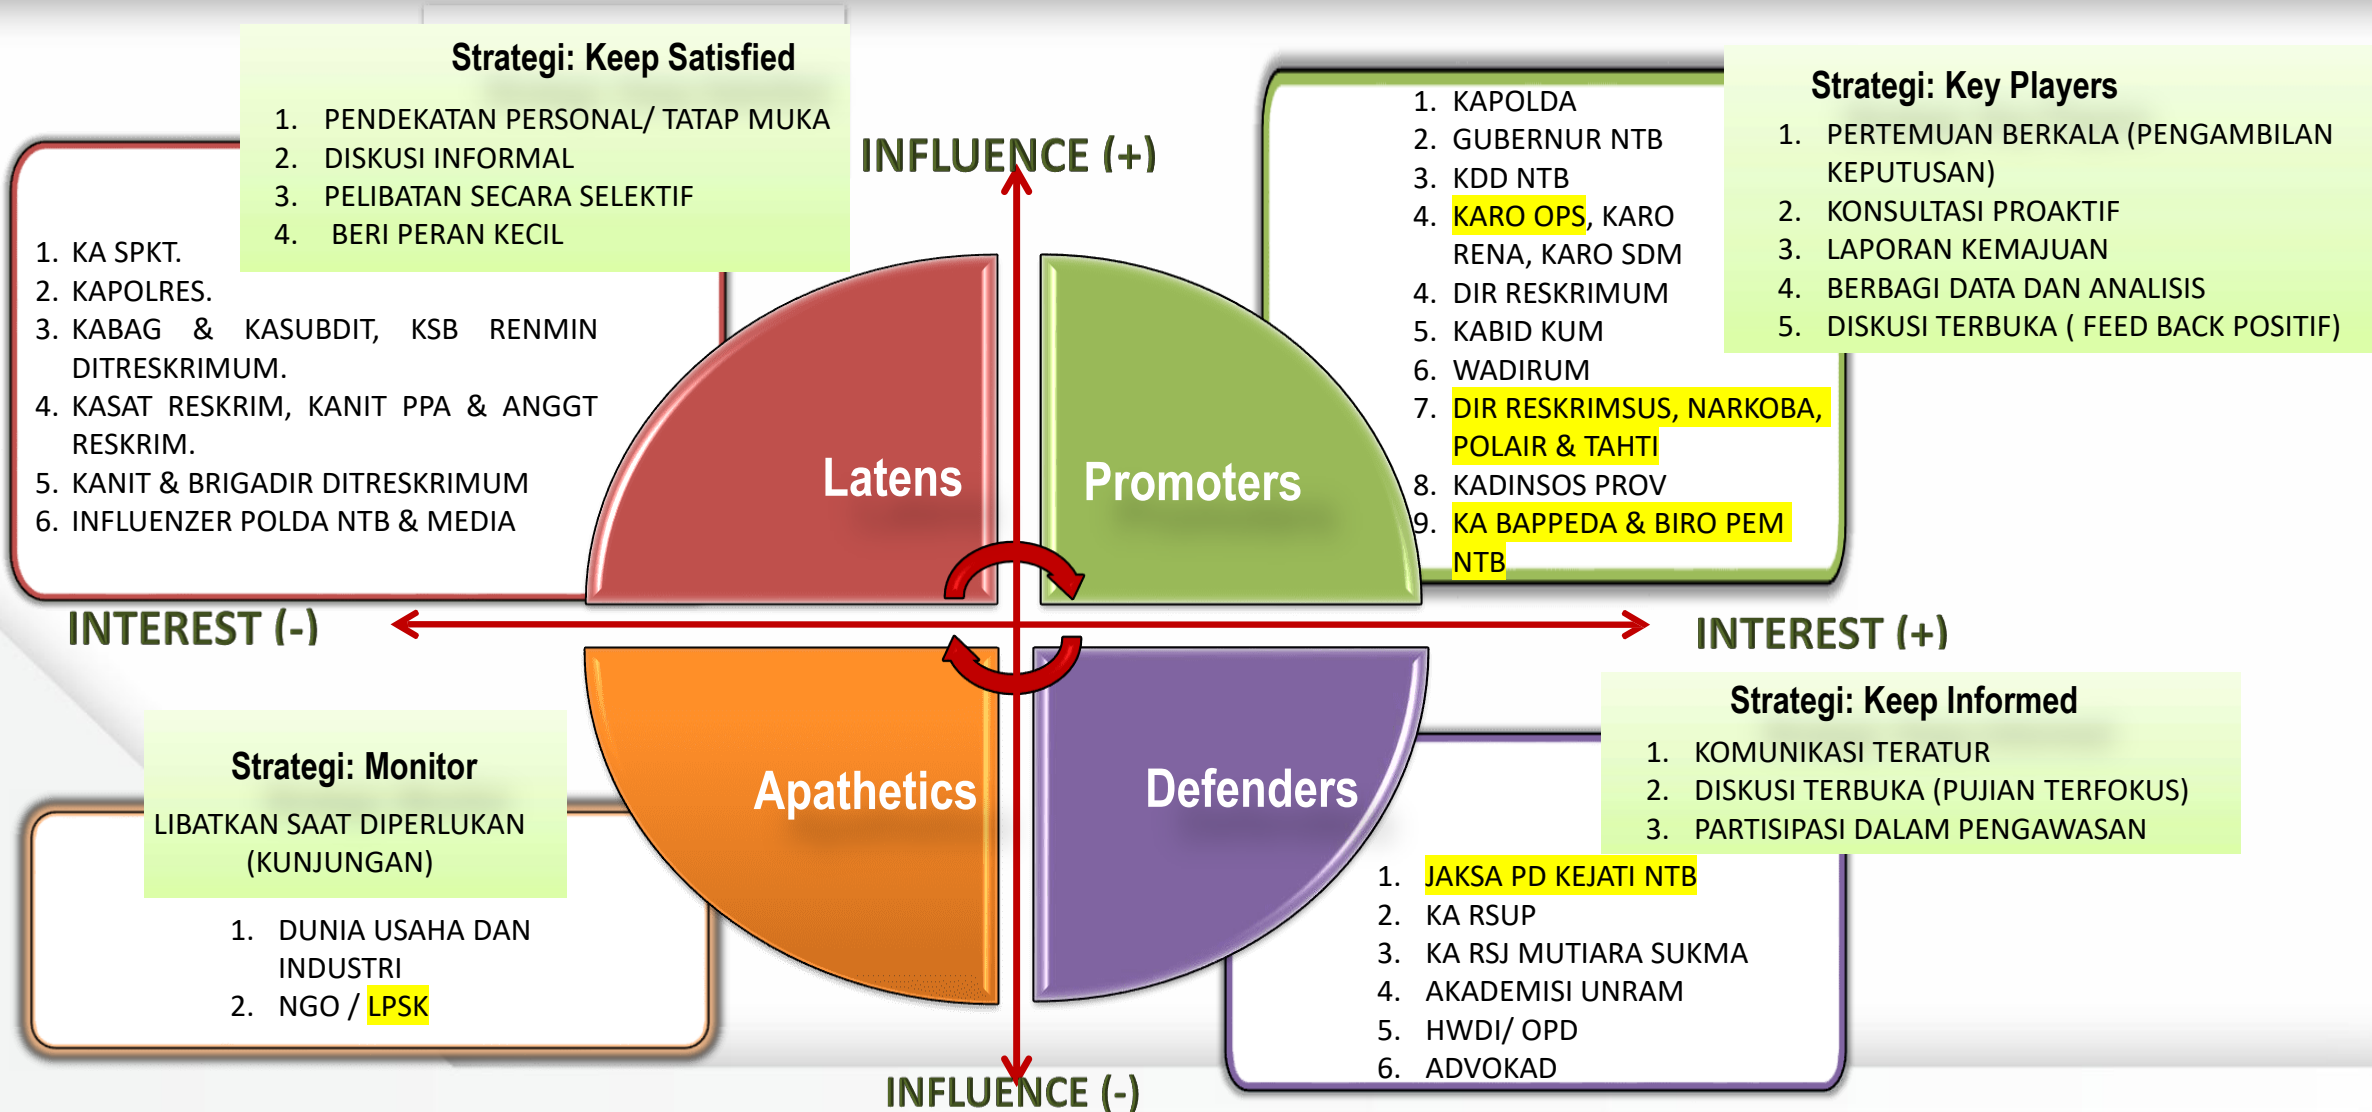 Strategi: Keep Satisfied
1. PENDEKATAN PERSONAL/ TATAP MUKA
2. DISKUSI INFORMAL
3. PELIBATAN SECARA SELEKTIF
4. BERI PERAN KECIL
1. KA SPKT.
2. KAPOLRES.
3. KABAG & KASUBDIT, KSB RENMIN
DITRESKRIMUM.
4. KASAT RESKRIM, KANIT PPA & ANGGT
RESKRIM.
5. KANIT & BRIGADIR DITRESKRIMUM
6. INFLUENZER POLDA NTB & MEDIA
INFLUENCE (+)
1. KAPOLDA
2. GUBERNUR NTB
3. KDD NTB
4. KARO OPS, KARO
RENA, KARO SDM
4. DIR RESKRIMUM
5. KABID KUM
6. WADIRUM
7. DIR RESKRIMSUS, NARKOBA,
POLAIR & TAHTI
8. KADINSOS PROV
9. KA BAPPEDA & BIRO PEM
NTB
Strategi: Key Players
1. PERTEMUAN BERKALA (PENGAMBILAN
KEPUTUSAN)
2. KONSULTASI PROAKTIF
3. LAPORAN KEMAJUAN
4. BERBAGI DATA DAN ANALISIS
5. DISKUSI TERBUKA ( FEED BACK POSITIF)
Latens
Promoters
INTEREST (-)
INTEREST (+)
Apathetics
Defenders
Strategi: Monitor
LIBATKAN SAAT DIPERLUKAN
(KUNJUNGAN)
1. DUNIA USAHA DAN
INDUSTRI
2. NGO / LPSK
Strategi: Keep Informed
1. KOMUNIKASI TERATUR
2. DISKUSI TERBUKA (PUJIAN TERFOKUS)
3. PARTISIPASI DALAM PENGAWASAN
1. JAKSA PD KEJATI NTB
2. KA RSUP
3. KA RSJ MUTIARA SUKMA
4. AKADEMISI UNRAM
5. HWDI/ OPD
6. ADVOKAD
INFLUENCE (-)